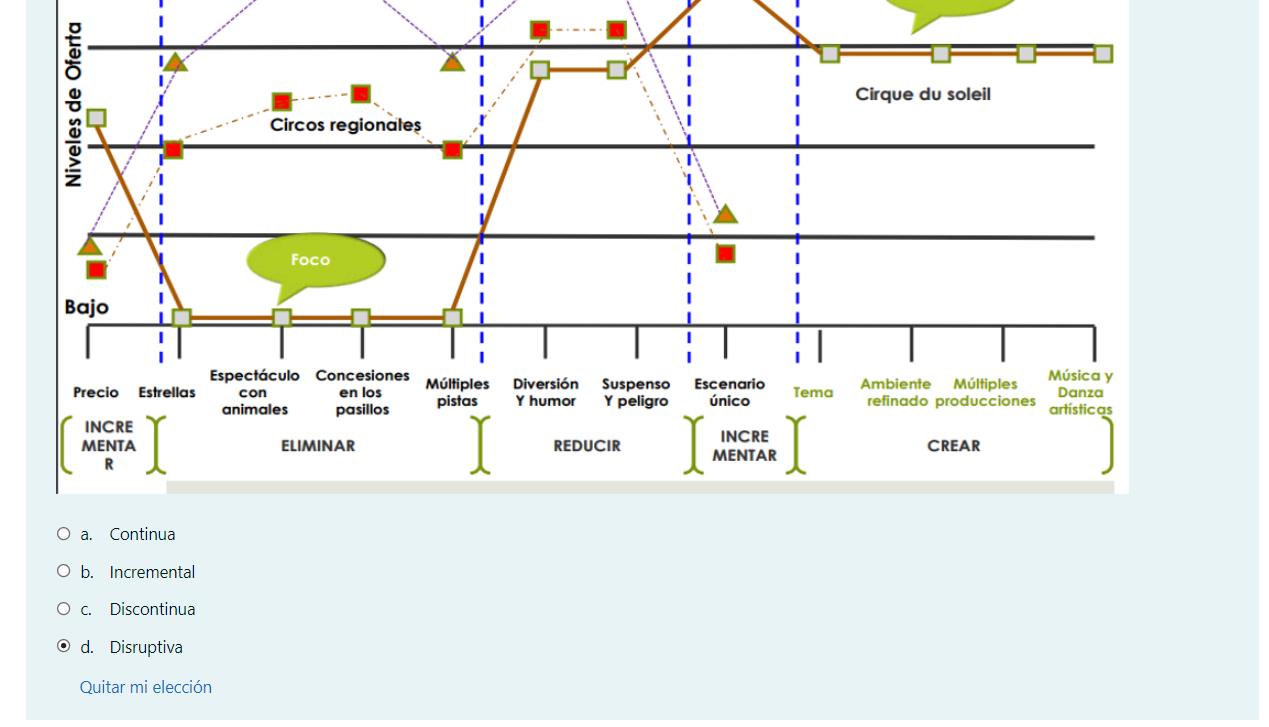 Niveles de Oferta
Cirque du soleil
Circos regionales
Foco
Bajo
Precio
Estrellas
Espectáculo
con
animales
Concesiones
en los
pasillos
Múltiples
pistas
Diversión
Y humor
Suspenso
Y peligro
Escenario
único
Tema
Ambiente
refinado
Múltiples
producciones
Música y
Danza
artísticas
INCRE
MENTA
R
ELIMINAR
REDUCIR
INCRE
MENTAR
CREAR
a. Continua
b. Incremental
c. Discontinua
d. Disruptiva
Quitar mi elección